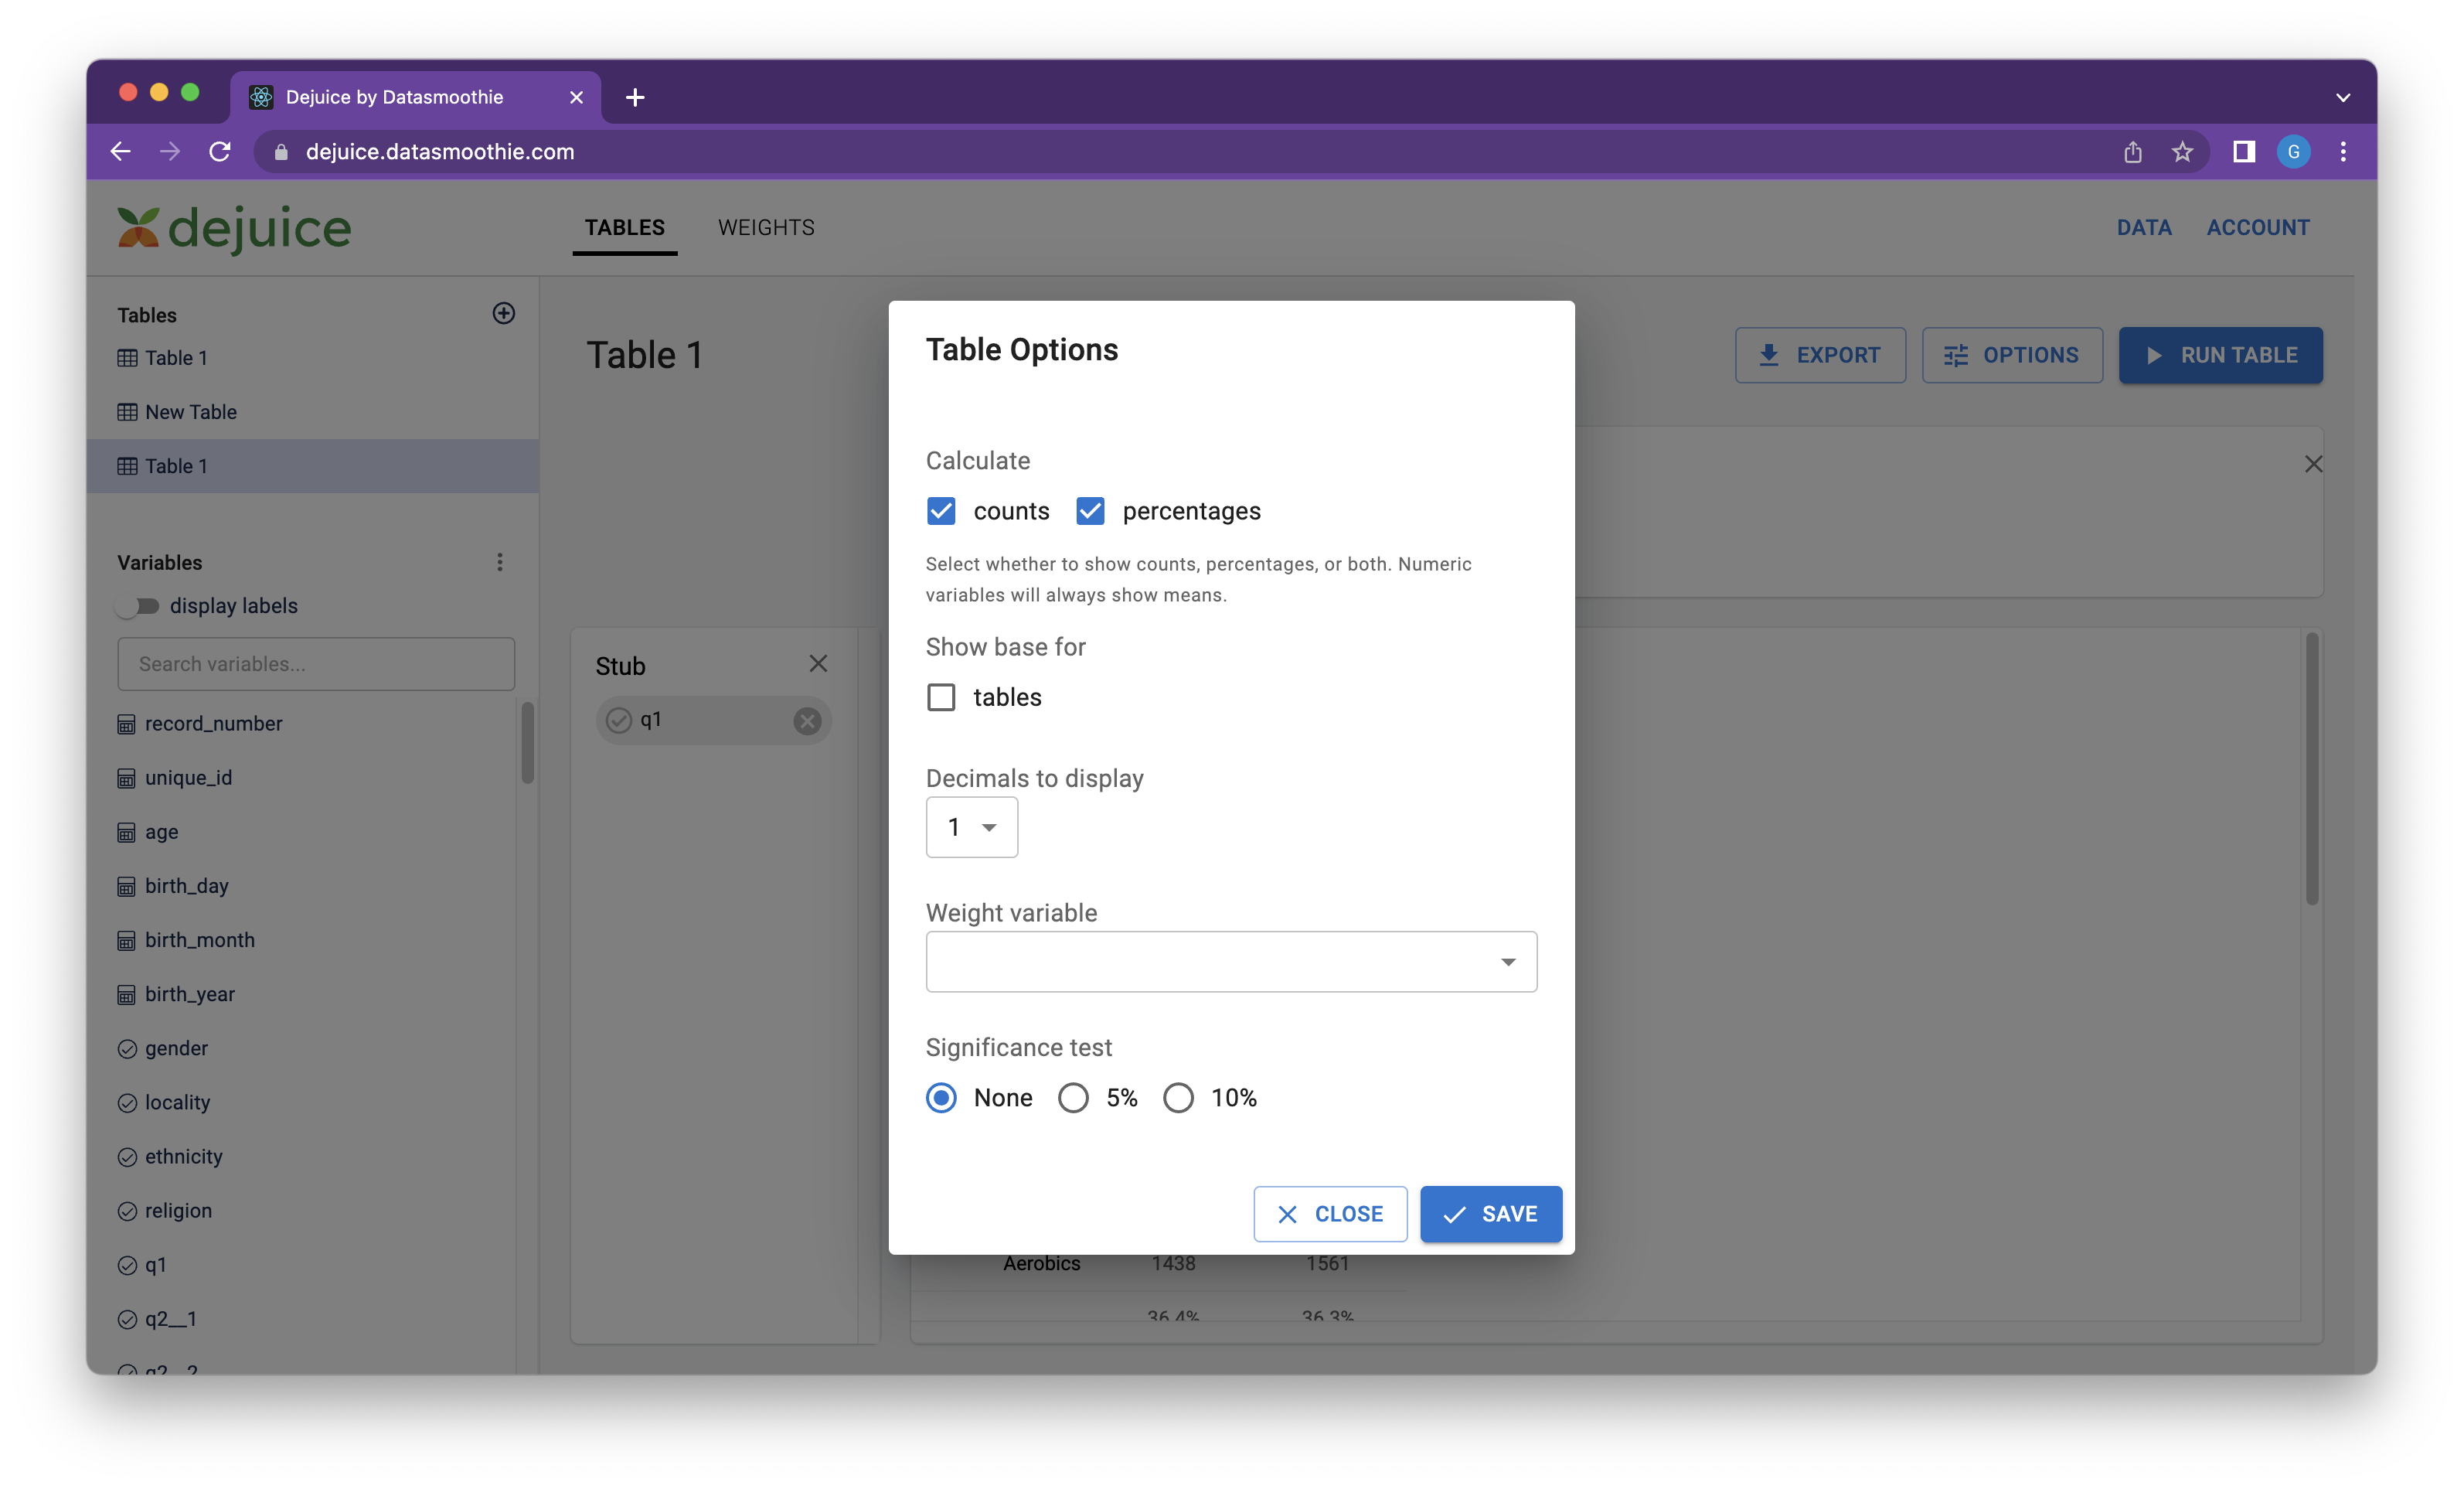 Dejuice by Datasmoothie
dejuice.datasmoothie.com
G
dejuice
TABLES
WEIGHTS
DATA
ACCOUNT
Tables
Table 1
New Table
Table 1
Variables
display labels
Search variables...
record_number
unique_id
age
birth_day
birth_month
birth_year
gender
locality
ethnicity
religion
q1
q2__1
q2__2
Table 1
EXPORT
OPTIONS
RUN TABLE
Stub
q1
Table Options
Calculate
counts
percentages
Select whether to show counts, percentages, or both. Numeric
variables will always show means.
Show base for
tables
Decimals to display
1
Weight variable
Significance test
None
5%
10%
CLOSE
SAVE
Aerobics 1438 1561
36.4% 36.3%